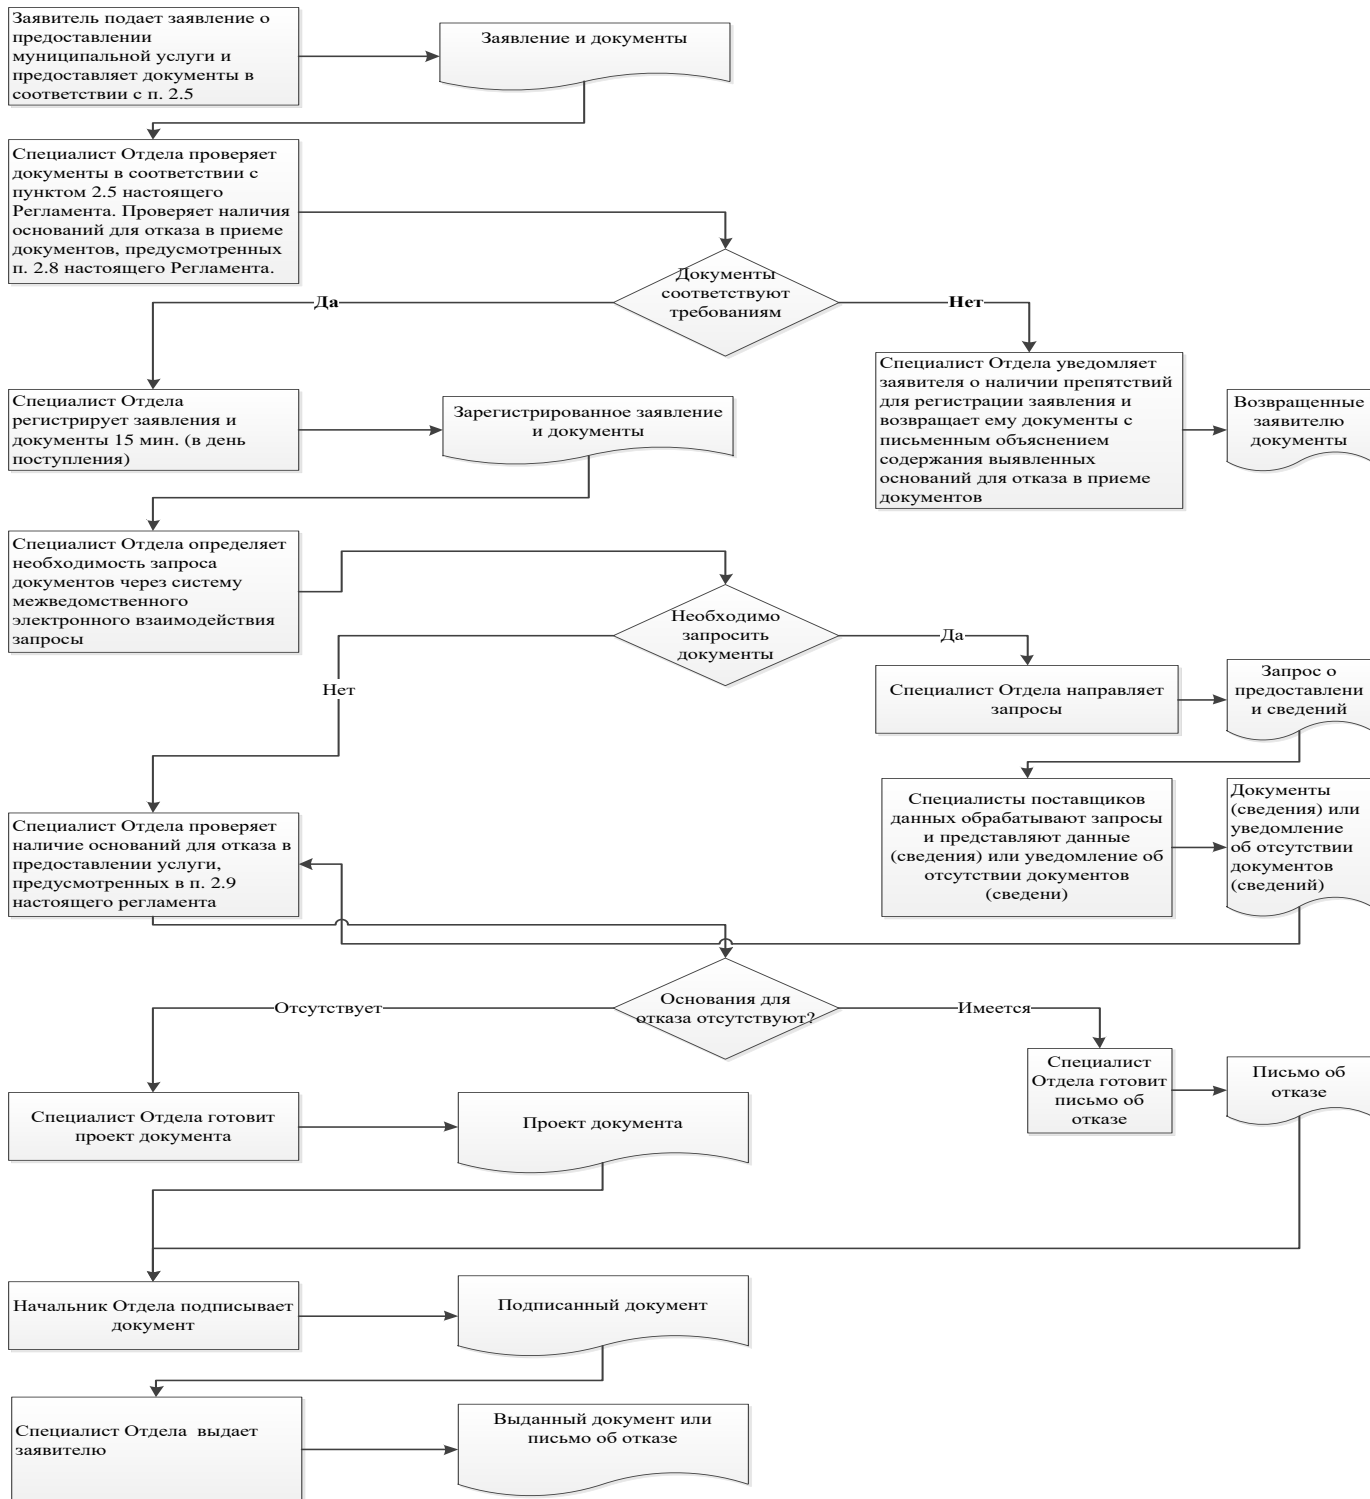 Заявитель подает заявление о
предоставлении
муниципальной услуги и
предоставляет документы в
соответствии с п. 2.5
Заявление и документы
Специалист Отдела проверяет
документы в соответствии с
пунктом 2.5 настоящего
Регламента. Проверяет наличия
оснований для отказа в приеме
документов, предусмотренных
п. 2.8 настоящего Регламента.
Документы
соответствуют
требованиям
Да
Нет
Специалист Отдела
регистрирует заявления и
документы 15 мин. (в день
поступления)
Зарегистрированное заявление
и документы
Специалист Отдела уведомляет
заявителя о наличии препятствий
для регистрации заявления и
возвращает ему документы с
письменным объяснением
содержания выявленных
оснований для отказа в приеме
документов
Возвращенные
заявителю
документы
Специалист Отдела определяет
необходимость запроса
документов через систему
межведомственного
электронного взаимодействия
запросы
Необходимо
запросить
документы
Нет
Да
Специалист Отдела направляет
запросы
Запрос о
предоставлени
и сведений
Специалисты поставщиков
данных обрабатывают запросы
и представляют данные
(сведения) или уведомление об
отсутствии документов
(сведени)
Документы
(сведения) или
уведомление
об отсутствии
документов
(сведений)
Специалист Отдела проверяет
наличие оснований для отказа в
предоставлении услуги,
предусмотренных в п. 2.9
настоящего регламента
Основания для
отказа отсутствуют?
Отсутствует
Имеется
Специалист Отдела готовит
проект документа
Проект документа
Специалист
Отдела готовит
письмо об
отказе
Письмо об
отказе
Начальник Отдела подписывает
документ
Подписанный документ
Специалист Отдела  выдает
заявителю
Выданный документ или
письмо об отказе